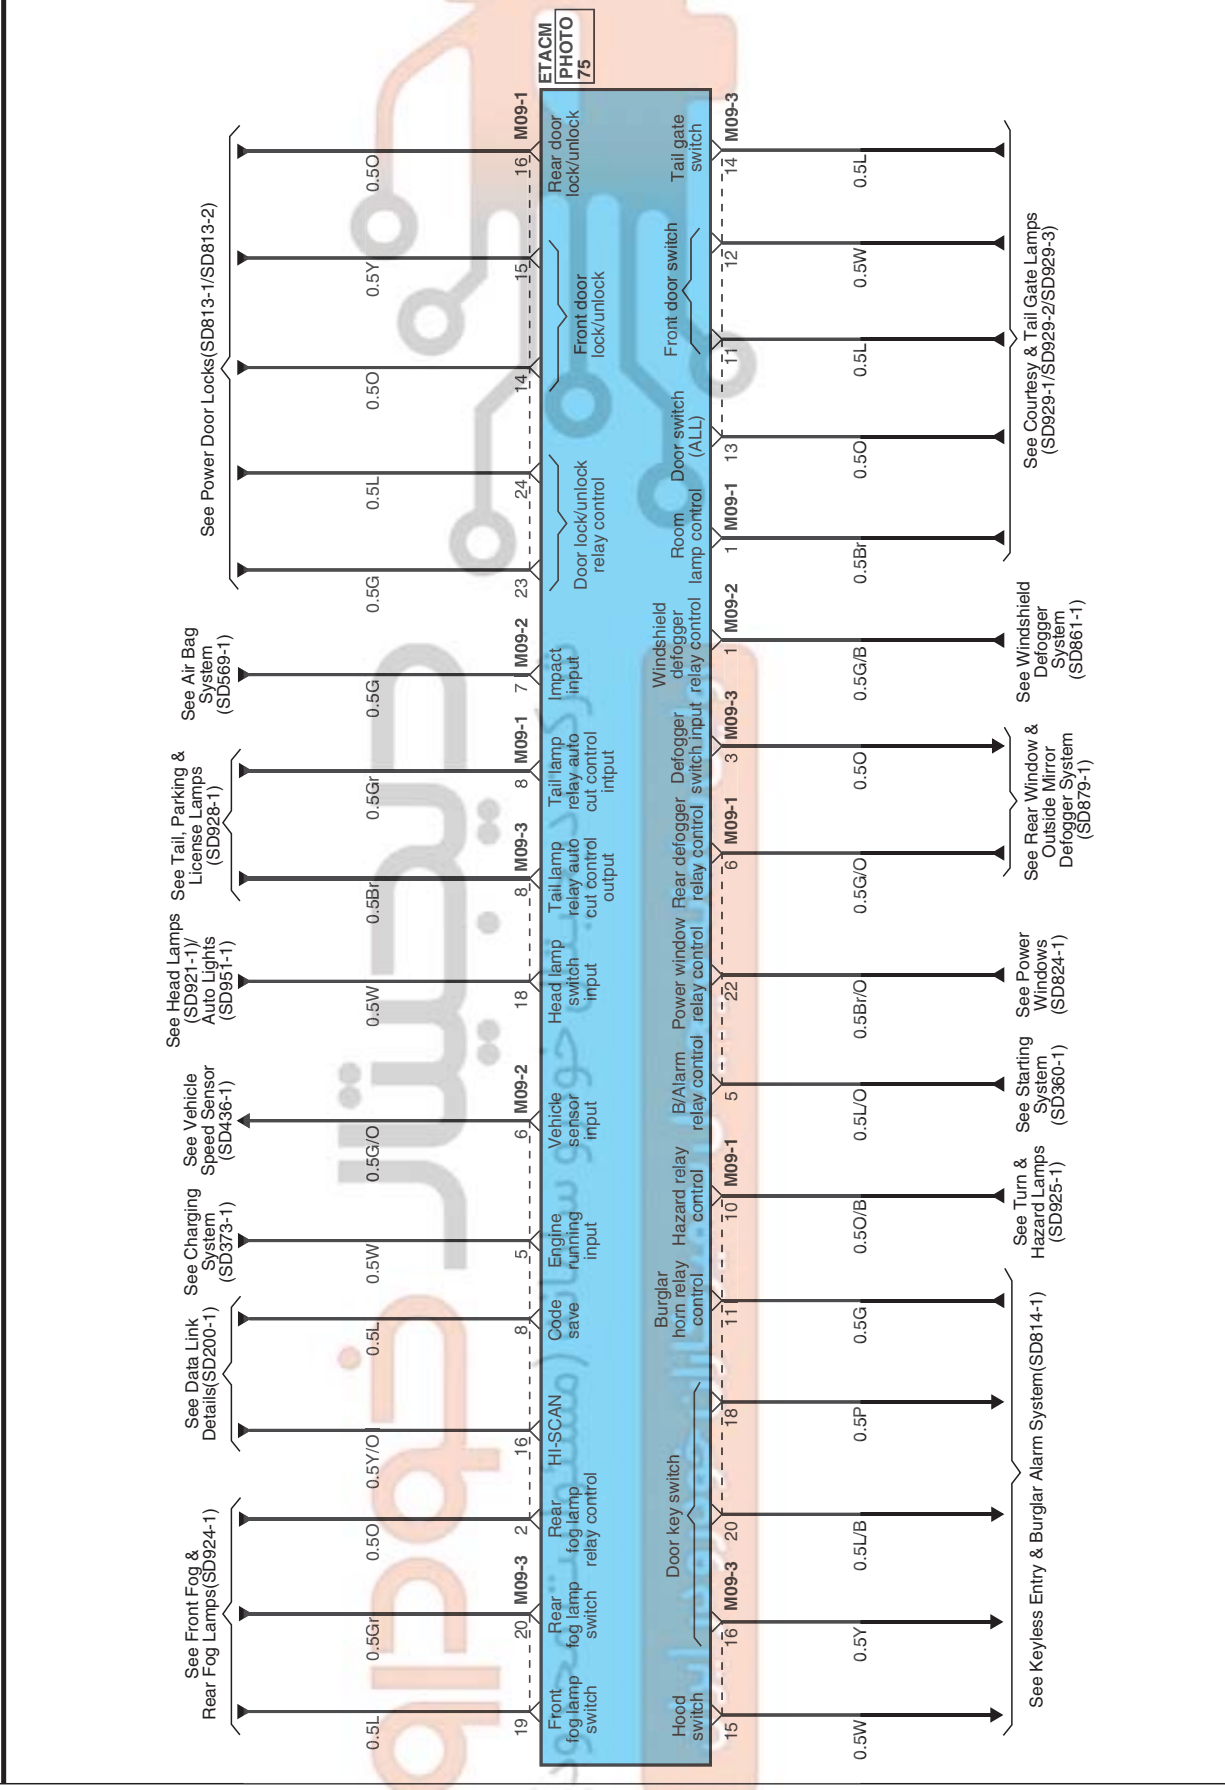 See Front Fog &
Rear Fog Lamps(SD924-1)
See Data Link
Details(SD200-1)
See Charging
System
(SD373-1)
See Vehicle
Speed Sensor
(SD436-1)
See Head Lamps
(SD921-1)/
Auto Lights
(SD951-1)
See Tail, Parking &
License Lamps
(SD928-1)
See Air Bag
System
(SD569-1)
See Power Door Locks(SD813-1/SD813-2)
0.5L
0.5Gr
0.5O
0.5Y/O
0.5L
0.5W
0.5G/O
0.5W
0.5Br
0.5Gr
0.5G
0.5G
0.5L
0.5O
0.5Y
0.5O
19
20
M09-3
2
16
8
5
6
M09-2
18
8
M09-3
8
M09-1
7
M09-2
23
24
14
15
16
M09-1
ETACM
PHOTO
75
Front
fog lamp
switch
Rear
fog lamp
switch
Rear
fog lamp
relay control
HI-SCAN
Code
save
Engine
running
input
Vehicle
sensor
input
Head lamp
switch
input
Tail lamp
relay auto
cut control
output
Tail lamp
relay auto
cut control
intput
Impact
input
Door lock/unlock
relay control
Front door
lock/unlock
Rear door
lock/unlock
Hood
switch
Door key switch
Burglar
horn relay
control
Hazard relay
control
B/Alarm
relay control
Power window
relay control
Rear defogger
relay control
Defogger
switch input
Windshield
defogger
relay control
Room
lamp control
Door switch
(ALL)
Front door switch
Tail gate
switch
15
16
M09-3
20
18
11
10
M09-1
5
22
6
M09-1
3
M09-3
1
M09-2
1
M09-1
13
11
12
14
M09-3
0.5W
0.5Y
0.5L/B
0.5P
0.5G
0.5O/B
0.5L/O
0.5Br/O
0.5G/O
0.5O
0.5G/B
0.5Br
0.5O
0.5L
0.5W
0.5L
See Keyless Entry & Burglar Alarm System(SD814-1)
See Turn &
Hazard Lamps
(SD925-1)
See Starting
System
(SD360-1)
See Power
Windows
(SD824-1)
See Rear Window &
Outside Mirror
Defogger System
(SD879-1)
See Windshield
Defogger
System
(SD861-1)
See Courtesy & Tail Gate Lamps
(SD929-1/SD929-2/SD929-3)